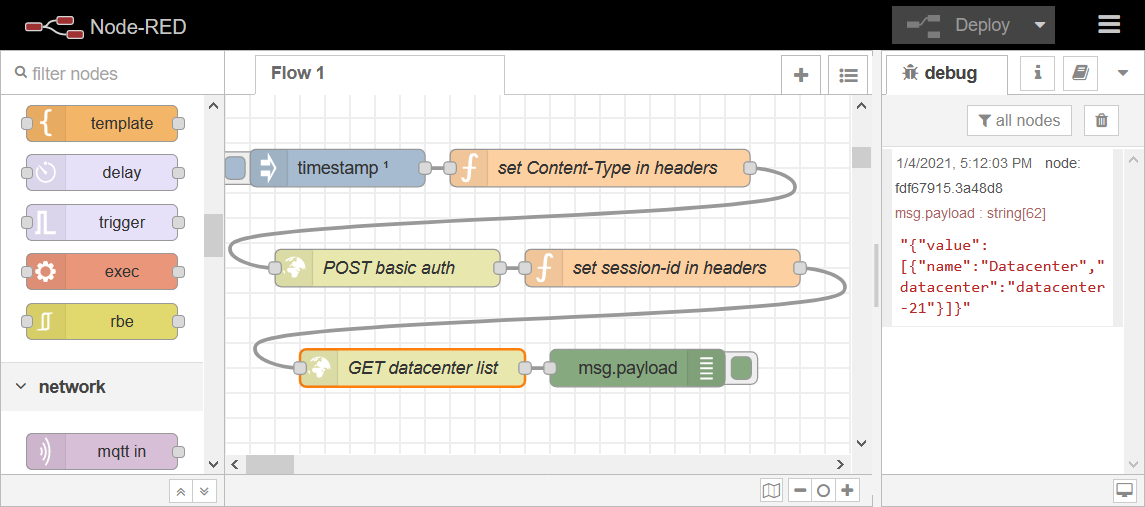 Node-RED
Deploy
filter nodes
template
delay
trigger
exec
rbe
network
mqtt in
Flow 1
timestamp ¹
set Content-Type in headers
POST basic auth
set session-id in headers
GET datacenter list
msg.payload
debug
all nodes
1/4/2021, 5:12:03 PM node:
fdf67915.3a48d8
msg.payload : string[62]
"{"value":
[{"name":"Datacenter","
datacenter":"datacenter
-21"}]}"